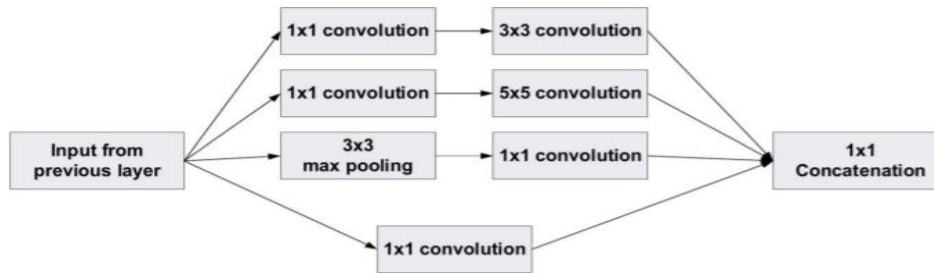 1x1 convolution
3x3 convolution
1x1 convolution
5x5 convolution
Input from
previous layer
3x3
max pooling
1x1 convolution
1x1
Concatenation
1x1 convolution